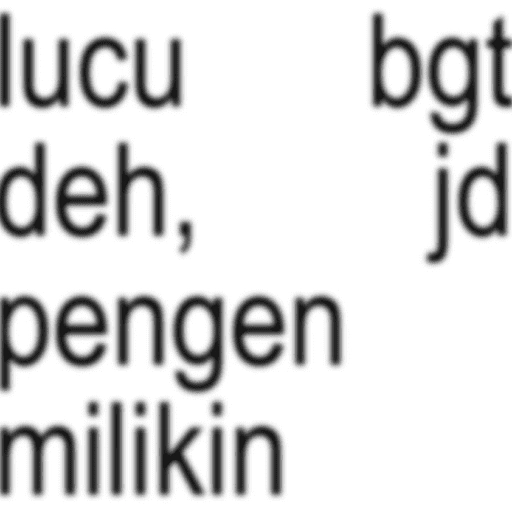 lucu bgt
deh, jd
pengen
milikin